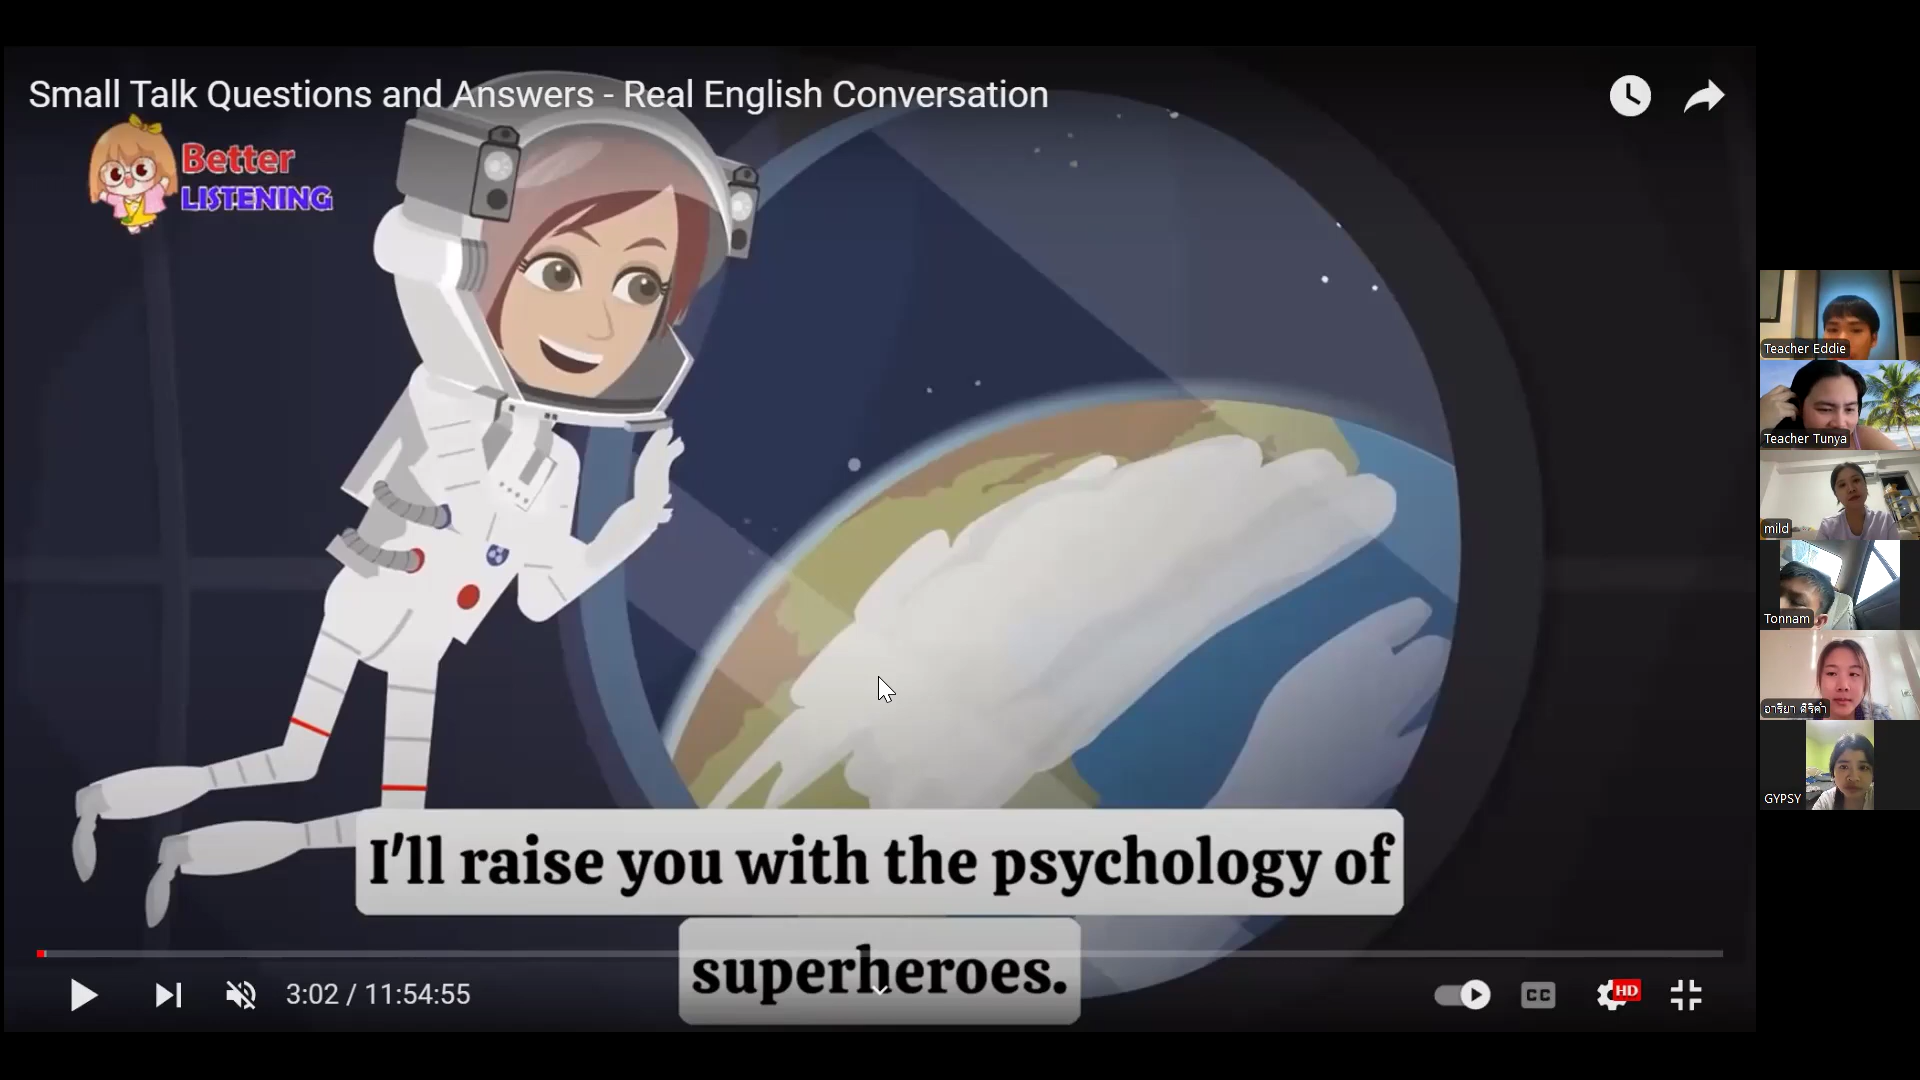 Small Talk Questions and Answers - Real English Conversation
Better
LISTENING
Teacher Eddie
Teacher Tunya
mild
Tonnam
อารียา ศิริคำ
GYPSY
I'll raise you with the psychology of
superheroes.
3:02 / 11:54:55
CC
HD